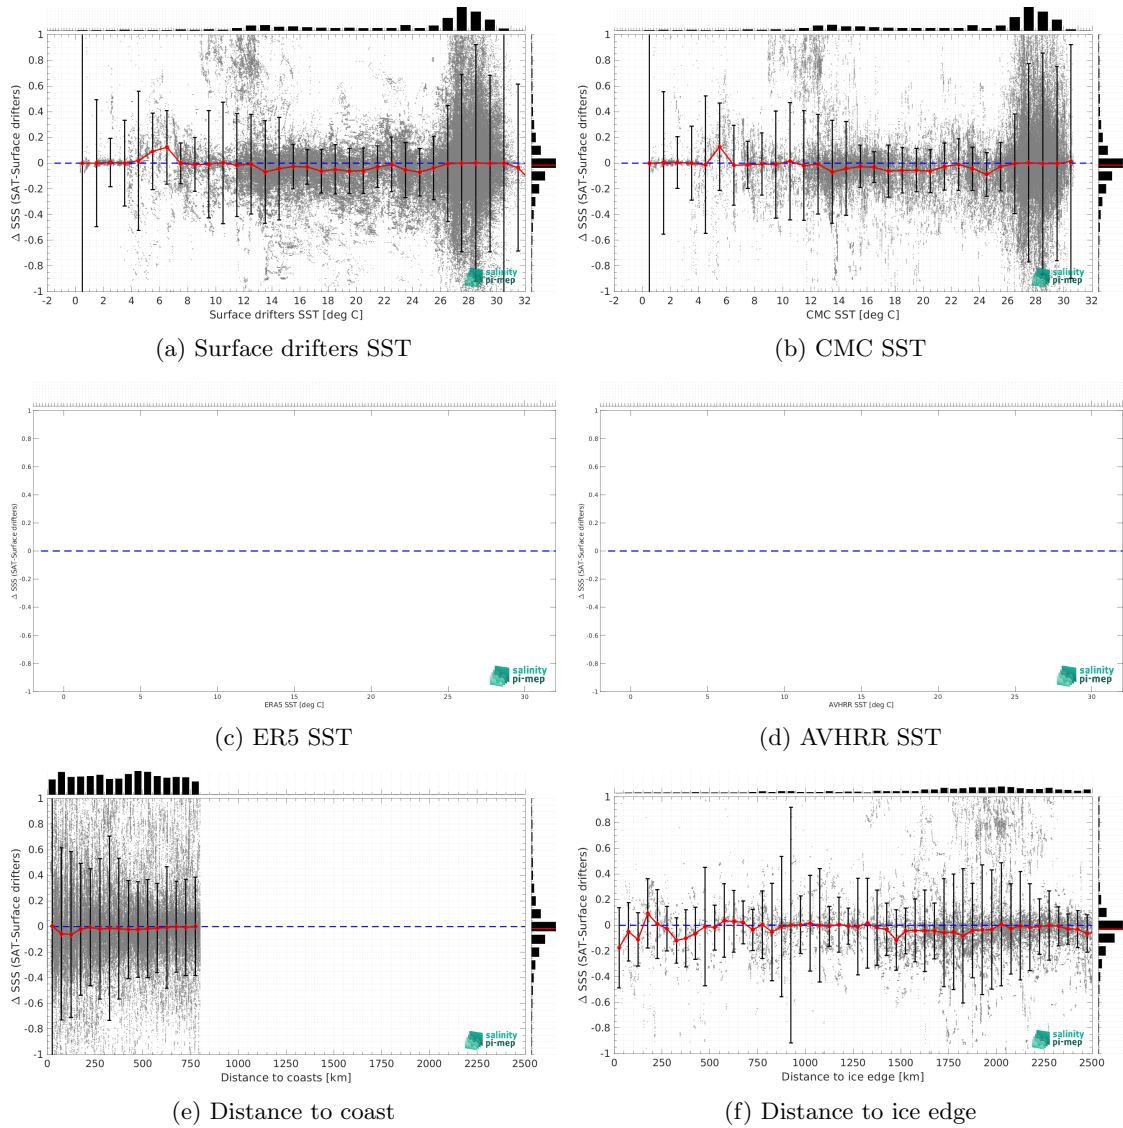 1
0.8
0.6
0.4
0.2
0
-0.2
-0.4
-0.6
-0.8
-1
Δ SSS (SAT-Surface drifters)
-2 0 2 4 6 8 10 12 14 16 18 20 22 24 26 28 30 32
Surface drifters SST [deg C]
salinity
pi-mep
(a) Surface drifters SST
1
0.8
0.6
0.4
0.2
0
-0.2
-0.4
-0.6
-0.8
-1
Δ SSS (SAT-Surface drifters)
-2 0 2 4 6 8 10 12 14 16 18 20 22 24 26 28 30 32
CMC SST [deg C]
salinity
pi-mep
(b) CMC SST
1
0.8
0.6
0.4
0.2
0
-0.2
-0.4
-0.6
-0.8
-1
Δ SSS (SAT-Surface drifters)
0 5 10 15 20 25 30
ERA5 SST [deg C]
salinity
pi-mep
(c) ER5 SST
1
0.8
0.6
0.4
0.2
0
-0.2
-0.4
-0.6
-0.8
-1
Δ SSS (SAT-Surface drifters)
0 5 10 15 20 25 30
AVHRR SST [deg C]
salinity
pi-mep
(d) AVHRR SST
1
0.8
0.6
0.4
0.2
0
-0.2
-0.4
-0.6
-0.8
-1
Δ SSS (SAT-Surface drifters)
0 250 500 750 1000 1250 1500 1750 2000 2250 2500
Distance to coasts [km]
salinity
pi-mep
(e) Distance to coast
1
0.8
0.6
0.4
0.2
0
-0.2
-0.4
-0.6
-0.8
-1
Δ SSS (SAT-Surface drifters)
0 250 500 750 1000 1250 1500 1750 2000 2250 2500
Distance to ice edge [km]
salinity
pi-mep
(f) Distance to ice edge